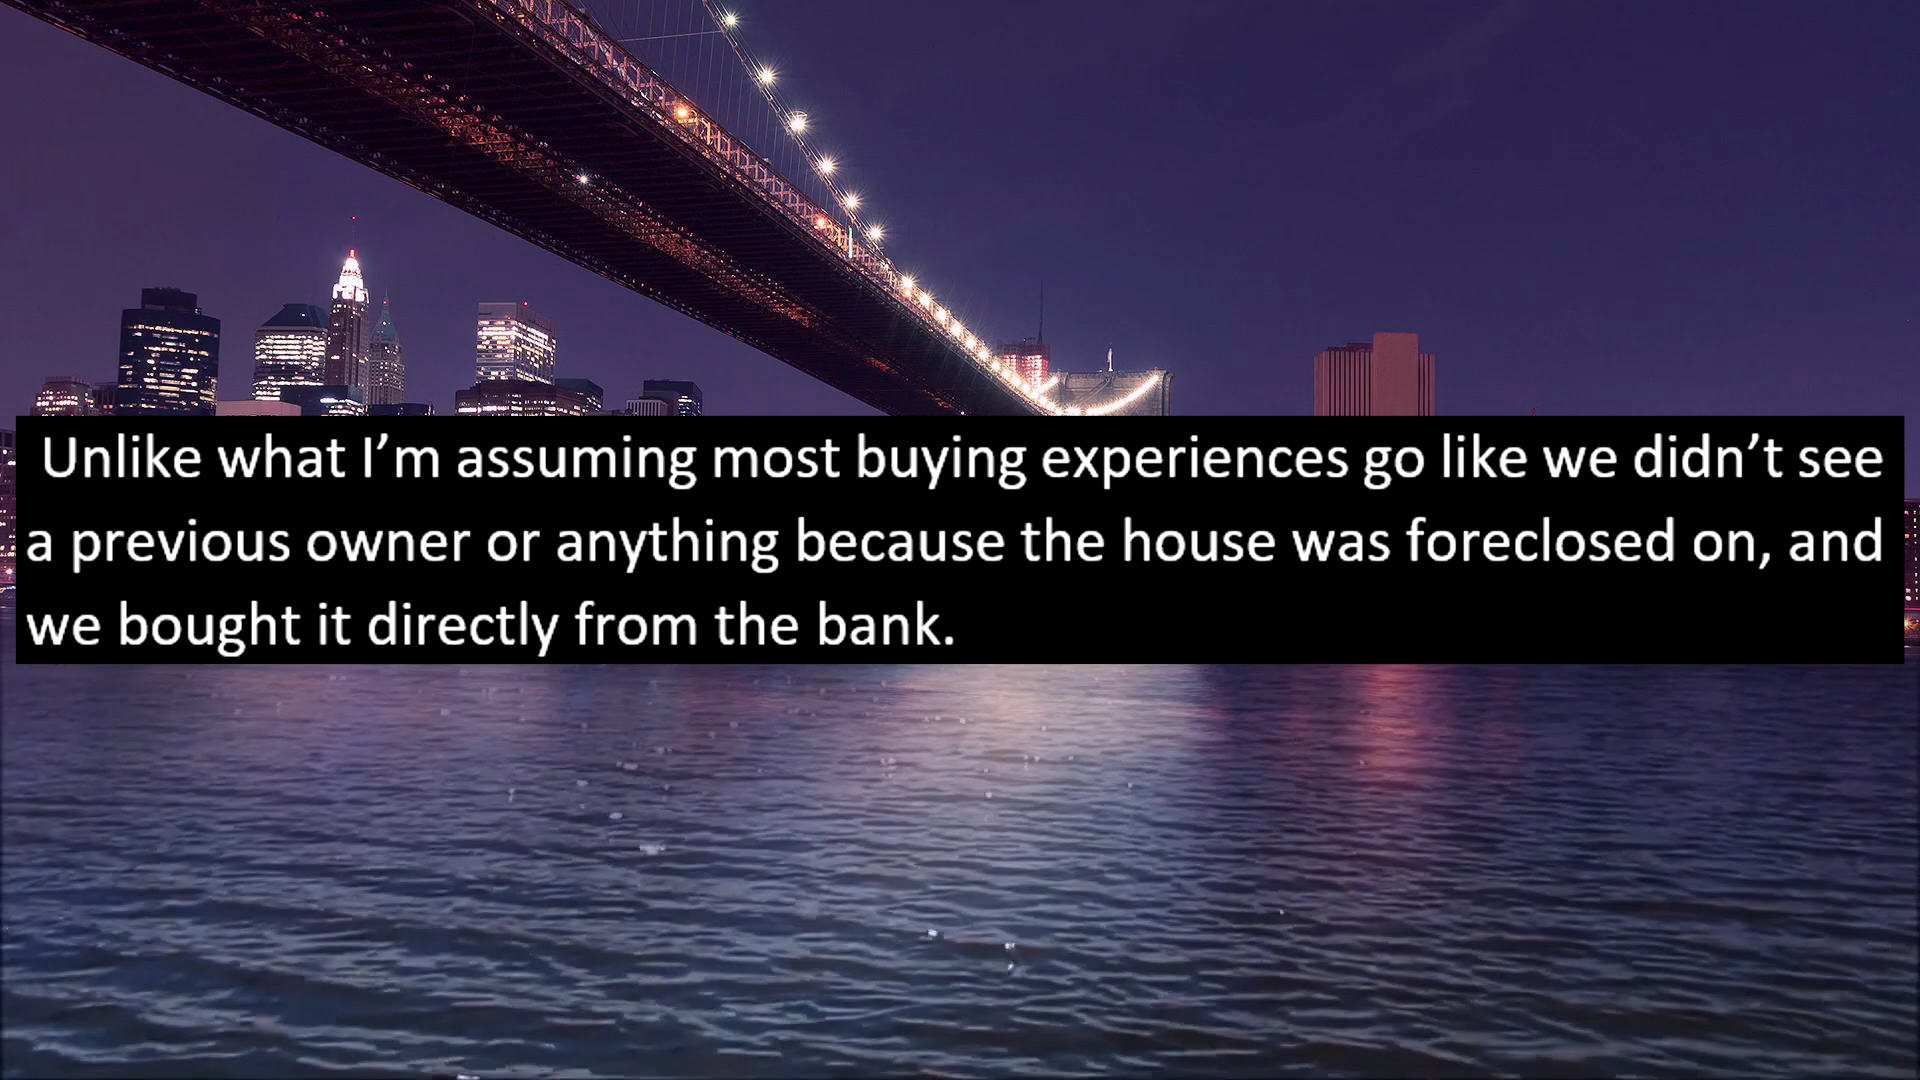 Unlike what I’m assuming most buying experiences go like we didn’t see
a previous owner or anything because the house was foreclosed on, and
we bought it directly from the bank.